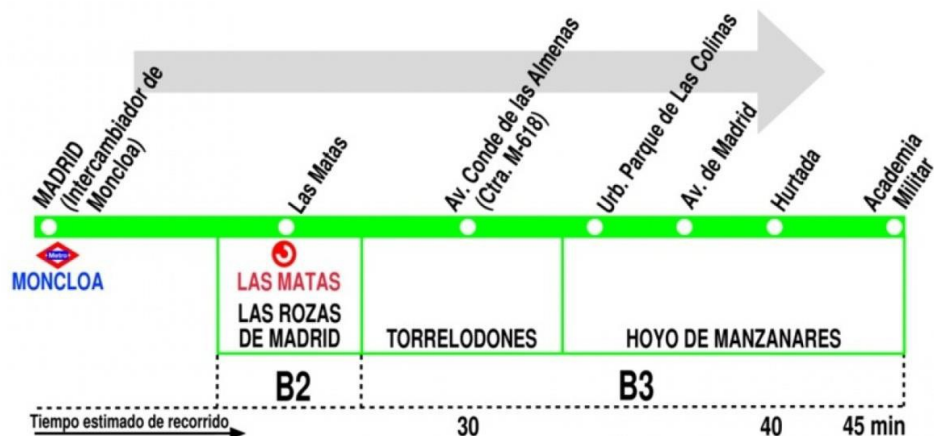 MADRID
(Intercambiador de
Moncloa)
Las Matas
Av. Conde de las Almenas
(Ctra. M-618)
Urb. Parque de Las Colinas
Av. de Madrid
Hurtada
Academia
Militar
Metro
MONCLOA
LAS MATAS
LAS ROZAS
DE MADRID
TORRELODONES
HOYO DE MANZANARES
B2
B3
Tiempo estimado de recorrido
30
40
45 min